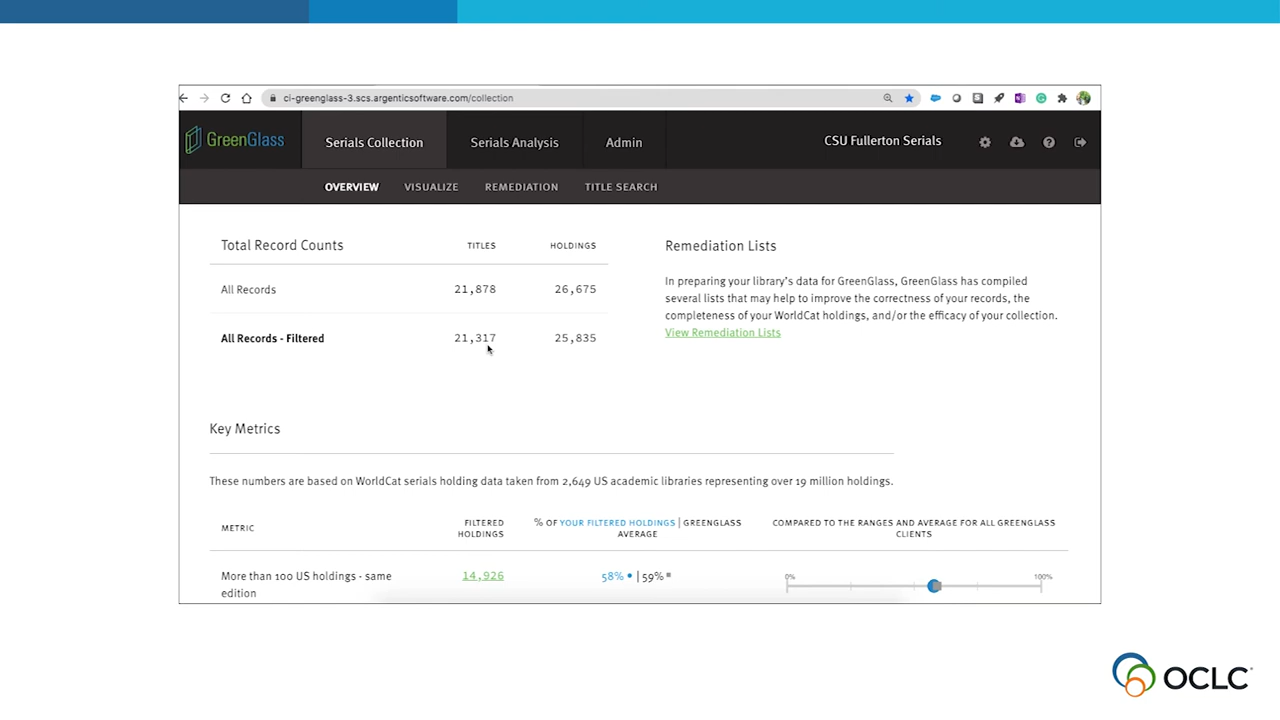 ci-greenglass-3.scs.argenticsoftware.com/collection
GreenGlass
Serials Collection
Serials Analysis
Admin
CSU Fullerton Serials
OVERVIEW
VISUALIZE
REMEDIATION
TITLE SEARCH
Total Record Counts
TITLES
HOLDINGS
All Records
21,878
26,675
All Records - Filtered
21,317
25,835
Remediation Lists
In preparing your library's data for GreenGlass, GreenGlass has compiled
several lists that may help to improve the correctness of your records, the
completeness of your WorldCat holdings, and/or the efficacy of your collection.
View Remediation Lists
Key Metrics
These numbers are based on WorldCat serials holding data taken from 2,649 US academic libraries representing over 19 million holdings.
METRIC
FILTERED
HOLDINGS
% OF YOUR FILTERED HOLDINGS | GREENGLASS
AVERAGE
COMPARED TO THE RANGES AND AVERAGE FOR ALL GREENGLASS
CLIENTS
More than 100 US holdings - same
edition
14,926
58% | 59%
0%
100%
OCLC